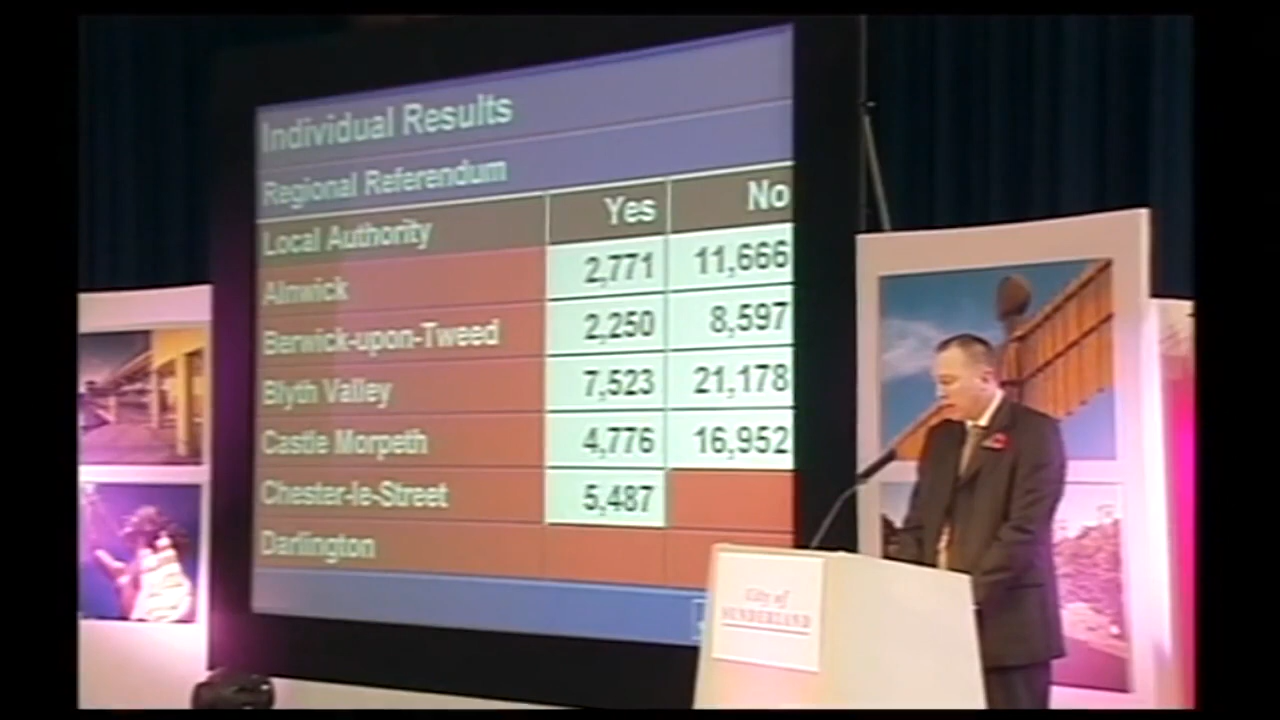 Individual Results
Regional Referendum
Local Authority Yes No
Alnwick 2,771 11,666
Berwick-upon-Tweed 2,250 8,597
Blyth Valley 7,523 21,178
Castle Morpeth 4,776 16,952
Chester-le-Street 5,487
Darlington
City of
SUNDERLAND